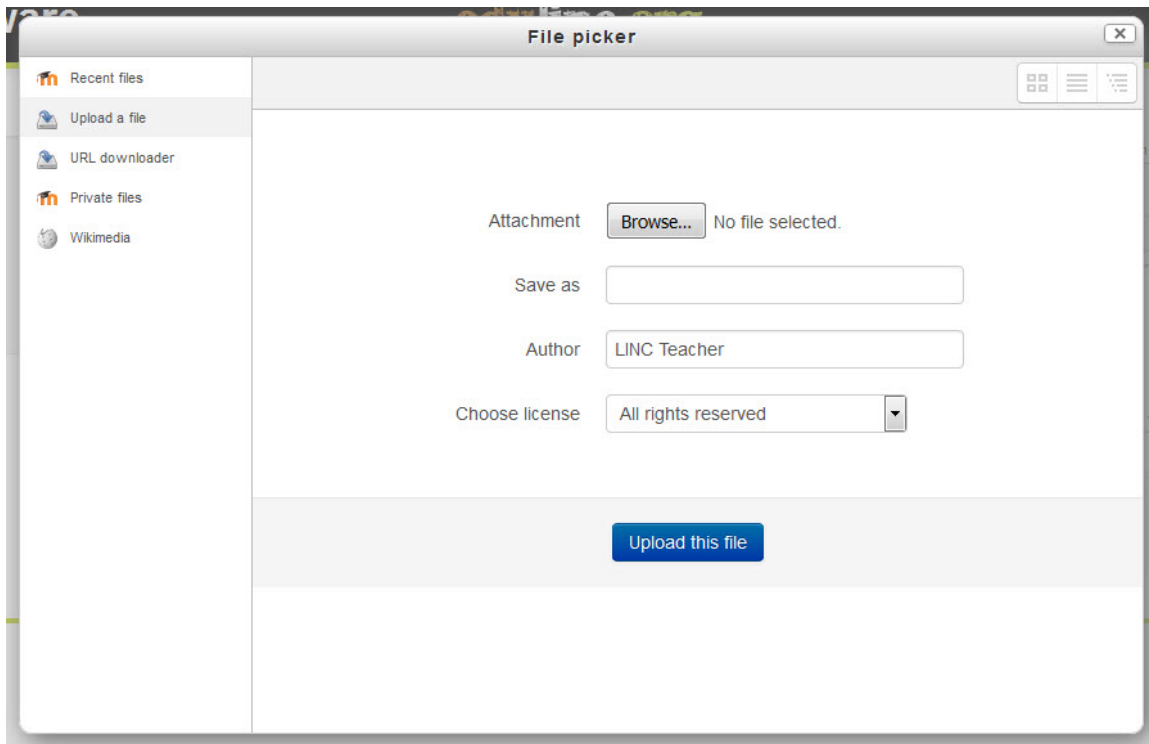 File picker
Recent files
Upload a file
URL downloader
Private files
Wikimedia
Attachment Browse... No file selected.
Save as
Author LINC Teacher
Choose license All rights reserved
Upload this file